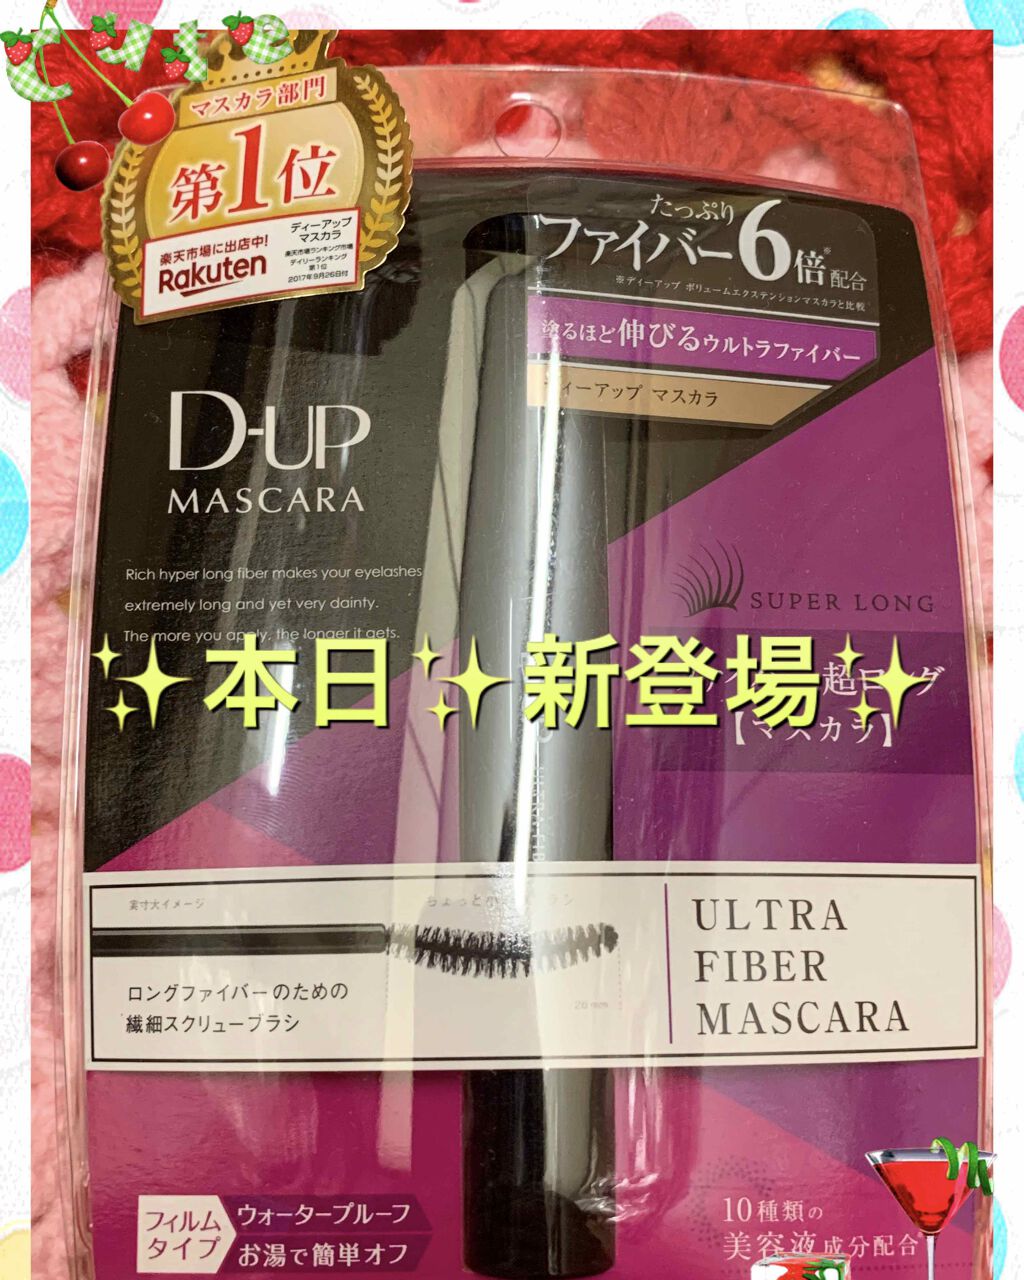 Cute
マスカラ部門
第1位
楽天市場に出店中!
Rakuten
ディーアップ
マスカラ
楽天市場ランキング市場
デイリーランキング
第1位
2017年9月26日付
たっぷり
ファイバー6倍※配合
※ディーアップ ボリュームエクステンションマスカラと比較
塗るほど伸びるウルトラファイバー
ディーアップ マスカラ
D-UP
MASCARA
Rich hyper long fiber makes your eyelashes
extremely long and yet very dainty.
The more you apply, the longer it gets.
SUPER LONG
✨本日✨新登場✨
超ロング
【マスカラ】
実寸大イメージ
26mm
ロングファイバーのための
繊細スクリューブラシ
ULTRA
FIBER
MASCARA
フィルム
タイプ
ウォータープルーフ
お湯で簡単オフ
10種類の
美容液成分配合